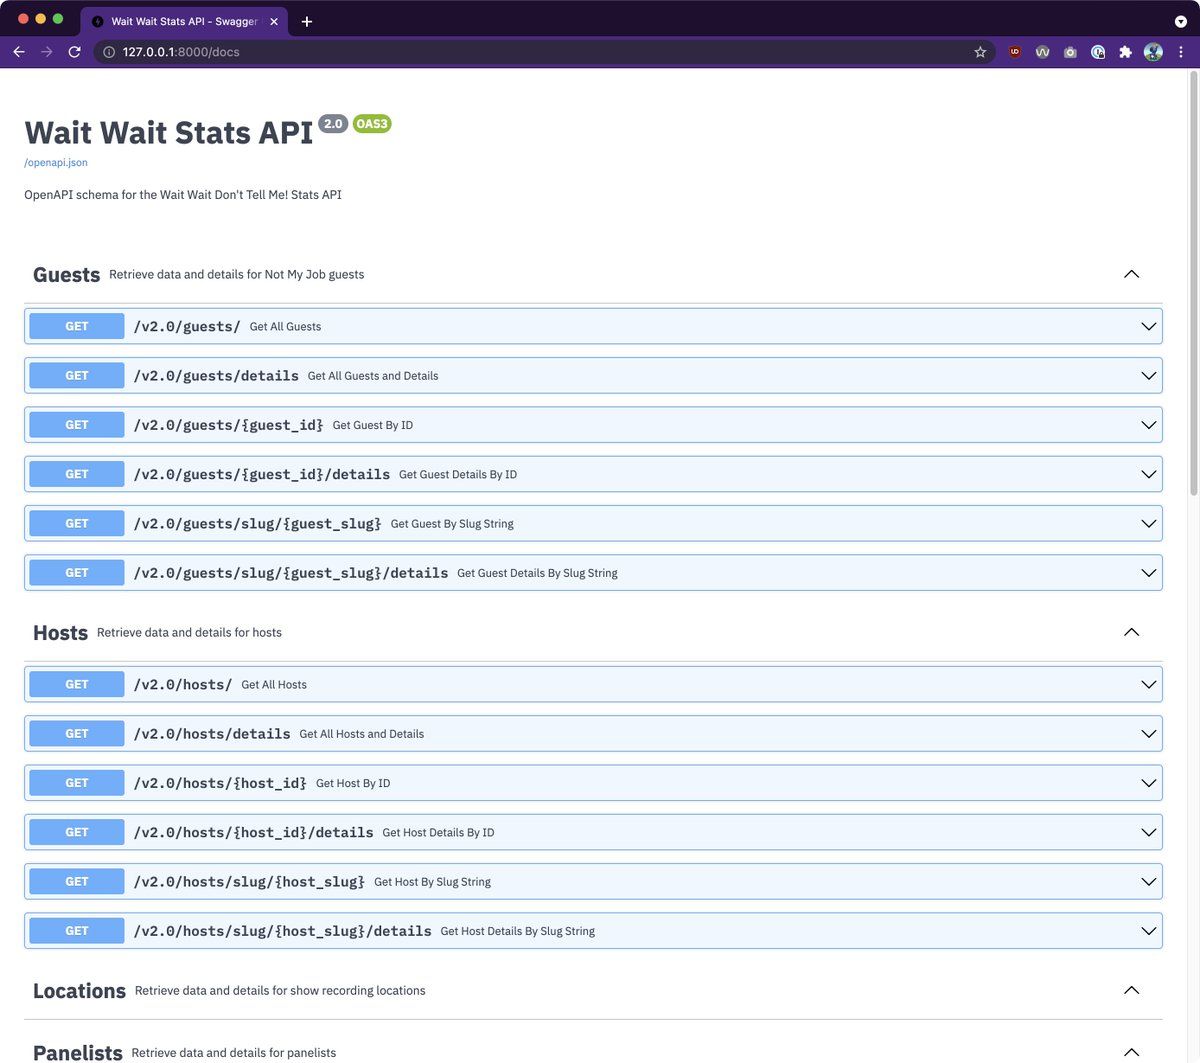 Wait Wait Stats API - Swagger
127.0.0.1:8000/docs
Wait Wait Stats API 2.0 OAS3
/openapi.json
OpenAPI schema for the Wait Wait Don't Tell Me! Stats API
Guests Retrieve data and details for Not My Job guests
GET /v2.0/guests/ Get All Guests
GET /v2.0/guests/details Get All Guests and Details
GET /v2.0/guests/{guest_id} Get Guest By ID
GET /v2.0/guests/{guest_id}/details Get Guest Details By ID
GET /v2.0/guests/slug/{guest_slug} Get Guest By Slug String
GET /v2.0/guests/slug/{guest_slug}/details Get Guest Details By Slug String
Hosts Retrieve data and details for hosts
GET /v2.0/hosts/ Get All Hosts
GET /v2.0/hosts/details Get All Hosts and Details
GET /v2.0/hosts/{host_id} Get Host By ID
GET /v2.0/hosts/{host_id}/details Get Host Details By ID
GET /v2.0/hosts/slug/{host_slug} Get Host By Slug String
GET /v2.0/hosts/slug/{host_slug}/details Get Host Details By Slug String
Locations Retrieve data and details for show recording locations
Panelists Retrieve data and details for panelists